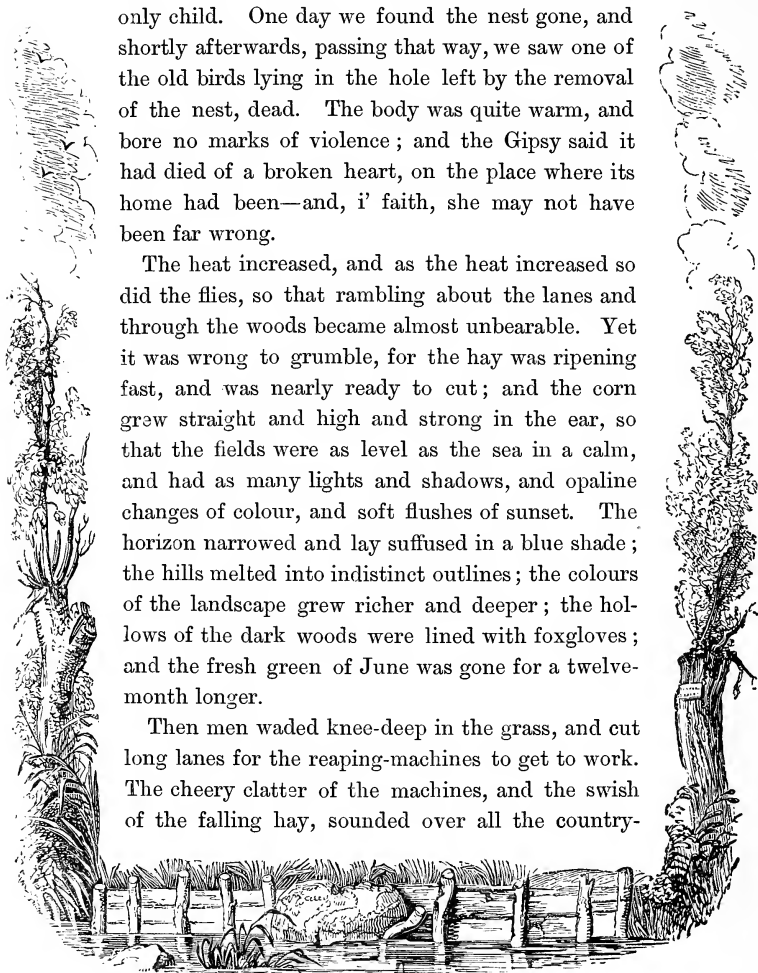 only child. One day we found the nest gone, and
shortly afterwards, passing that way, we saw one of
the old birds lying in the hole left by the removal
of the nest, dead. The body was quite warm, and
bore no marks of violence ; and the Gipsy said it
had died of a broken heart, on the place where its
home had been—and, i' faith, she may not have
been far wrong.
The heat increased, and as the heat increased so
did the flies, so that rambling about the lanes and
through the woods became almost unbearable. Yet
it was wrong to grumble, for the hay was ripening
fast, and was nearly ready to cut ; and the corn
grew straight and high and strong in the ear, so
that the fields were as level as the sea in a calm,
and had as many lights and shadows, and opaline
changes of colour, and soft flushes of sunset. The
horizon narrowed and lay suffused in a blue shade ;
the hills melted into indistinct outlines ; the colours
of the landscape grew richer and deeper ; the hol-
lows of the dark woods were lined with foxgloves ;
and the fresh green of June was gone for a twelve-
month longer.
Then men waded knee-deep in the grass, and cut
long lanes for the reaping-machines to get to work.
The cheery clatter of the machines, and the swish
of the falling hay, sounded over all the country-